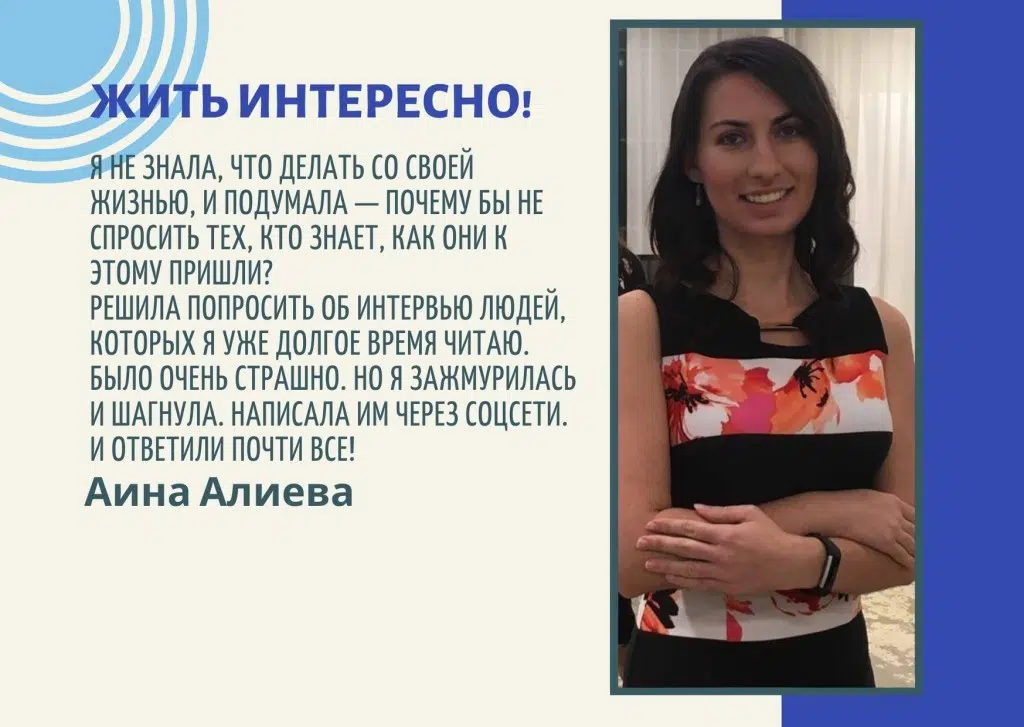 ЖИТЬ ИНТЕРЕСНО!
Я НЕ ЗНАЛА, ЧТО ДЕЛАТЬ СО СВОЕЙ
ЖИЗНЬЮ, И ПОДУМАЛА — ПОЧЕМУ БЫ НЕ
СПРОСИТЬ ТЕХ, КТО ЗНАЕТ, КАК ОНИ К
ЭТОМУ ПРИШЛИ?
РЕШИЛА ПОПРОСИТЬ ОБ ИНТЕРВЬЮ ЛЮДЕЙ,
КОТОРЫХ Я УЖЕ ДОЛГОЕ ВРЕМЯ ЧИТАЮ.
БЫЛО ОЧЕНЬ СТРАШНО. НО Я ЗАЖМУРИЛАСЬ
И ШАГНУЛА. НАПИСАЛА ИМ ЧЕРЕЗ СОЦСЕТИ.
И ОТВЕТИЛИ ПОЧТИ ВСЕ!
Аина Алиева